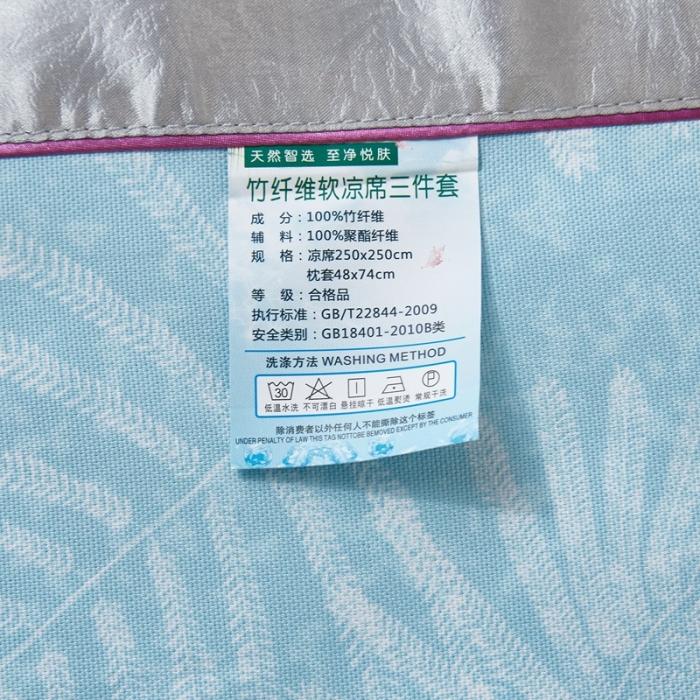 天然智选 至净悦肤
竹纤维软凉席三件套
成 分：100%竹纤维
辅 料：100%聚酯纤维
规 格：凉席250x250cm
枕套48x74cm
等 级：合格品
执行标准：GB/T22844-2009
安全类别：GB18401-2010B类
洗涤方法 WASHING METHOD
30 P
低温水洗 不可漂白 悬挂晾干 低温熨烫 常规干洗
除消费者以外任何人不能撕除这个标签
UNDER PENALTY OF LAW THIS TAG NOTTOBE BEMOVED EXCEPT BY THE CONSUMER